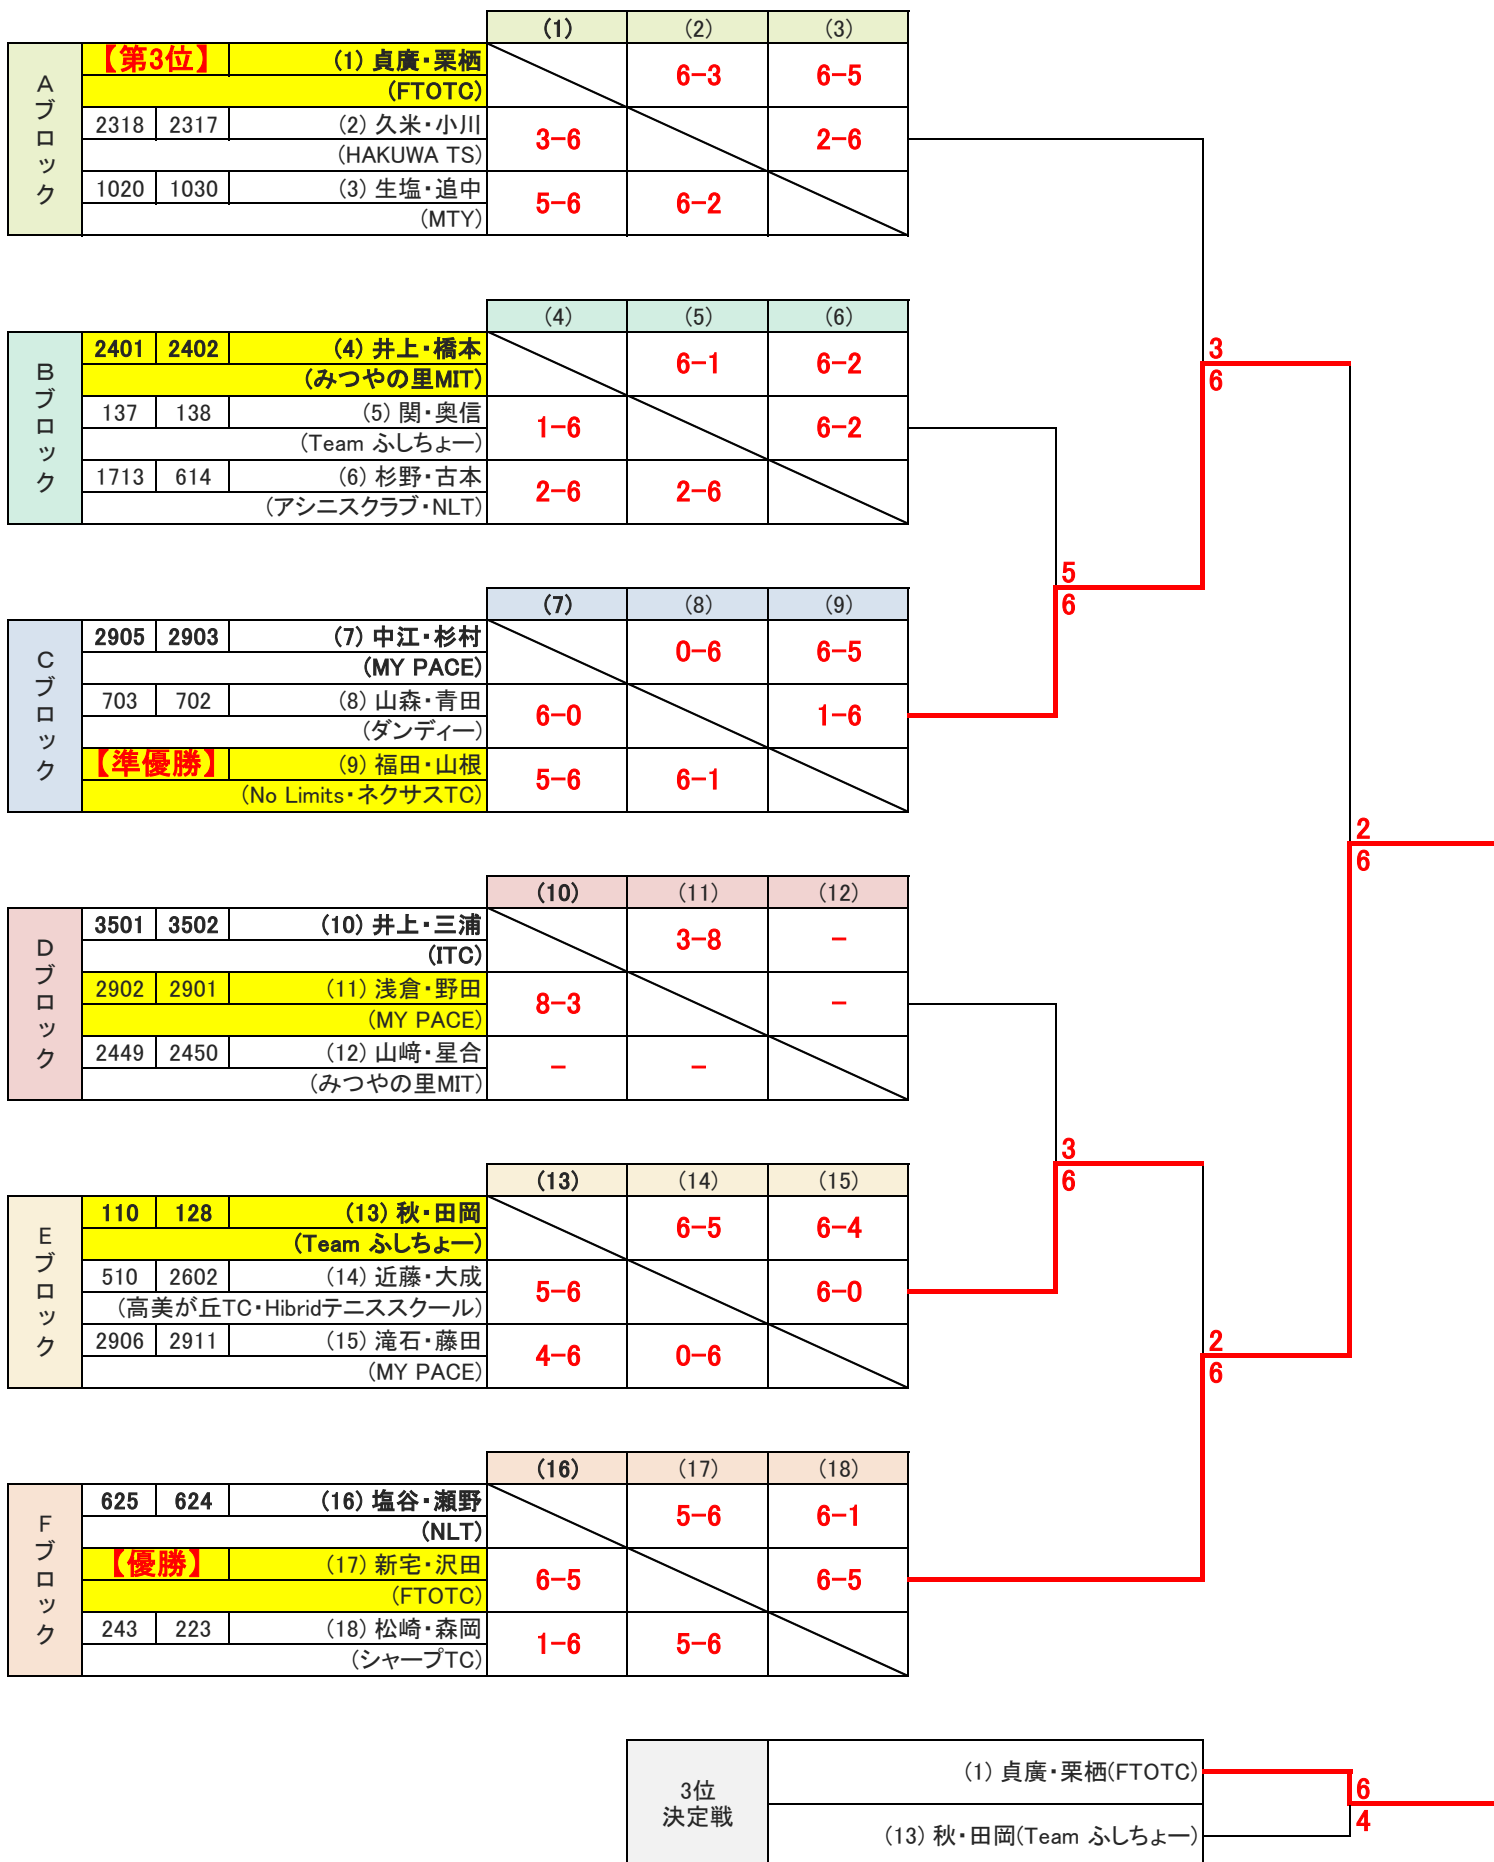 (1) (2) (3)
Aブロック
【第3位】 (1) 貞廣・栗栖
(FTOTC)
6-3 6-5
2318 2317 (2) 久米・小川
(HAKUWA TS)
3-6 2-6
1020 1030 (3) 生塩・追中
(MTY)
5-6 6-2
(4) (5) (6)
Bブロック
2401 2402 (4) 井上・橋本
(みつやの里MIT)
6-1 6-2
137 138 (5) 関・奥信
(Team ふしちょー)
1-6 6-2
1713 614 (6) 杉野・古本
(アシニスクラブ・NLT)
2-6 2-6
3
6
5
6
(7) (8) (9)
Cブロック
2905 2903 (7) 中江・杉村
(MY PACE)
0-6 6-5
703 702 (8) 山森・青田
(ダンディー)
6-0 1-6
【準優勝】 (9) 福田・山根
(No Limits・ネクサスTC)
5-6 6-1
2
6
(10) (11) (12)
Dブロック
3501 3502 (10) 井上・三浦
(ITC)
3-8 -
2902 2901 (11) 浅倉・野田
(MY PACE)
8-3 -
2449 2450 (12) 山﨑・星合
(みつやの里MIT)
- -
3
6
(13) (14) (15)
Eブロック
110 128 (13) 秋・田岡
(Team ふしちょー)
6-5 6-4
510 2602 (14) 近藤・大成
(高美が丘TC・Hibridテニススクール)
5-6 6-0
2906 2911 (15) 滝石・藤田
(MY PACE)
4-6 0-6
2
6
(16) (17) (18)
Fブロック
625 624 (16) 塩谷・瀬野
(NLT)
5-6 6-1
【優勝】 (17) 新宅・沢田
(FTOTC)
6-5 6-5
243 223 (18) 松崎・森岡
(シャープTC)
1-6 5-6
3位
決定戦
(1) 貞廣・栗栖(FTOTC)
6
4
(13) 秋・田岡(Team ふしちょー)